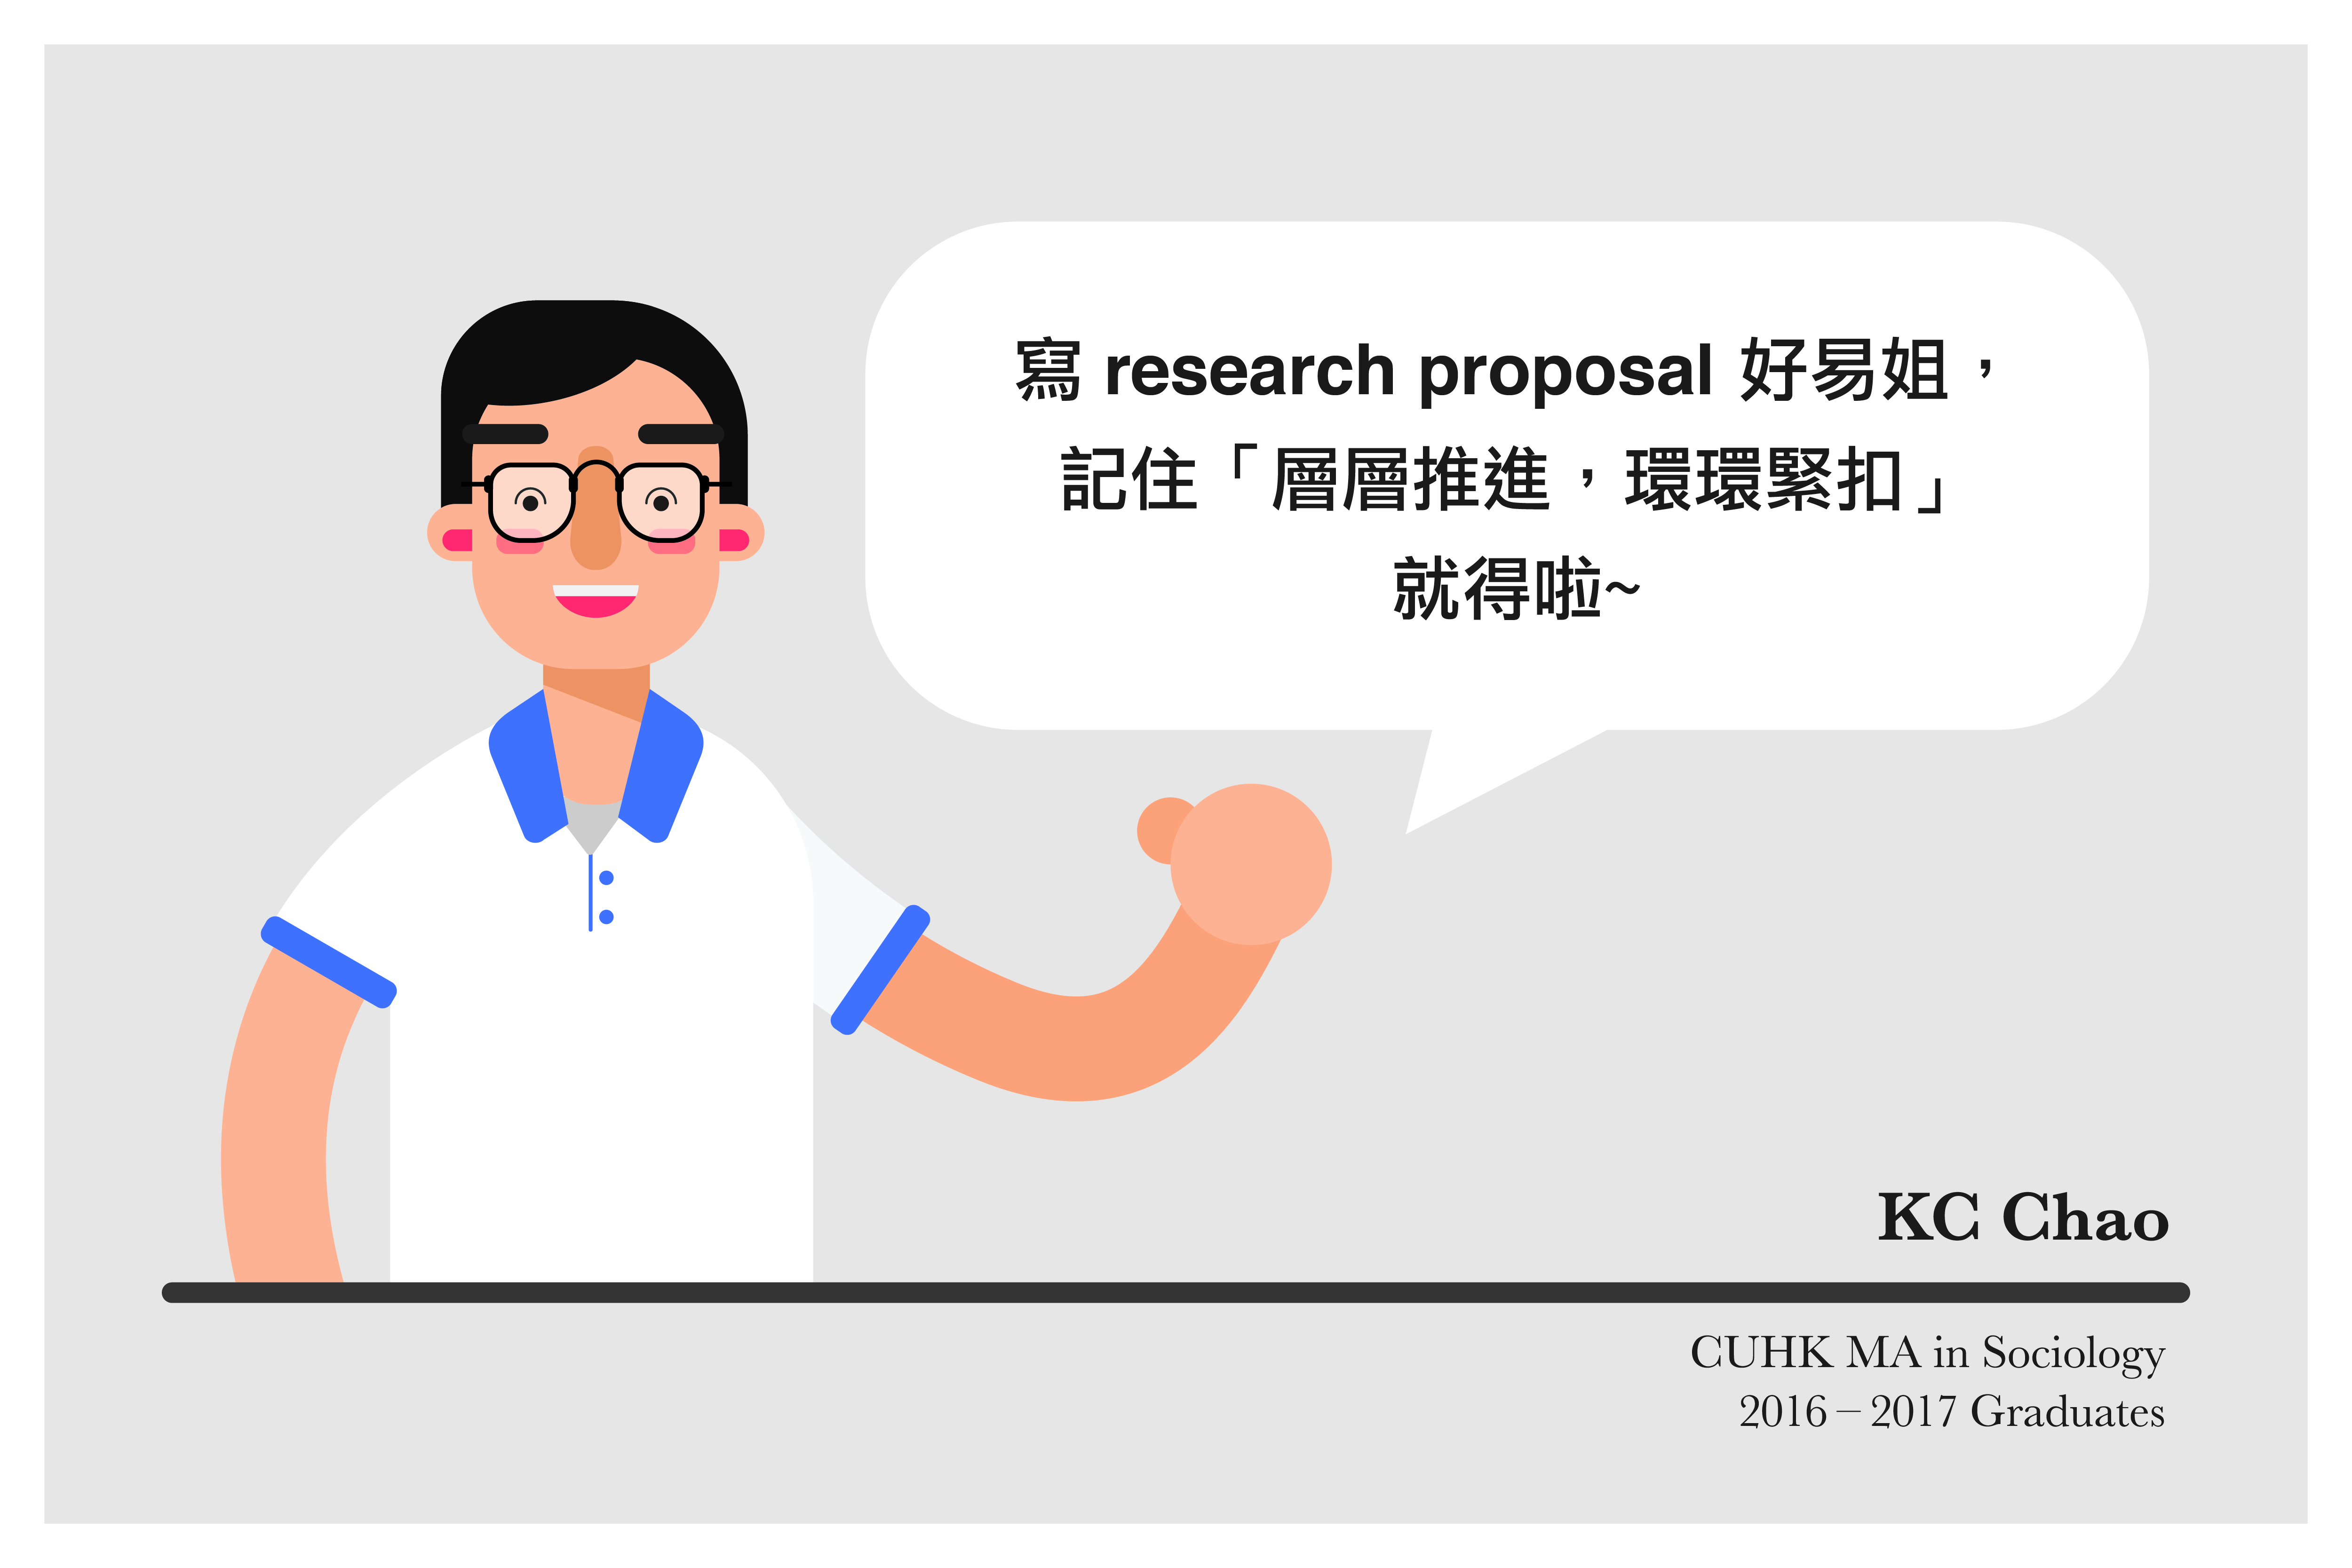 寫 research proposal 好易姐，
記住「層層推進，環環緊扣」
就得啦~
KC Chao
CUHK MA in Sociology
2016 – 2017 Graduates